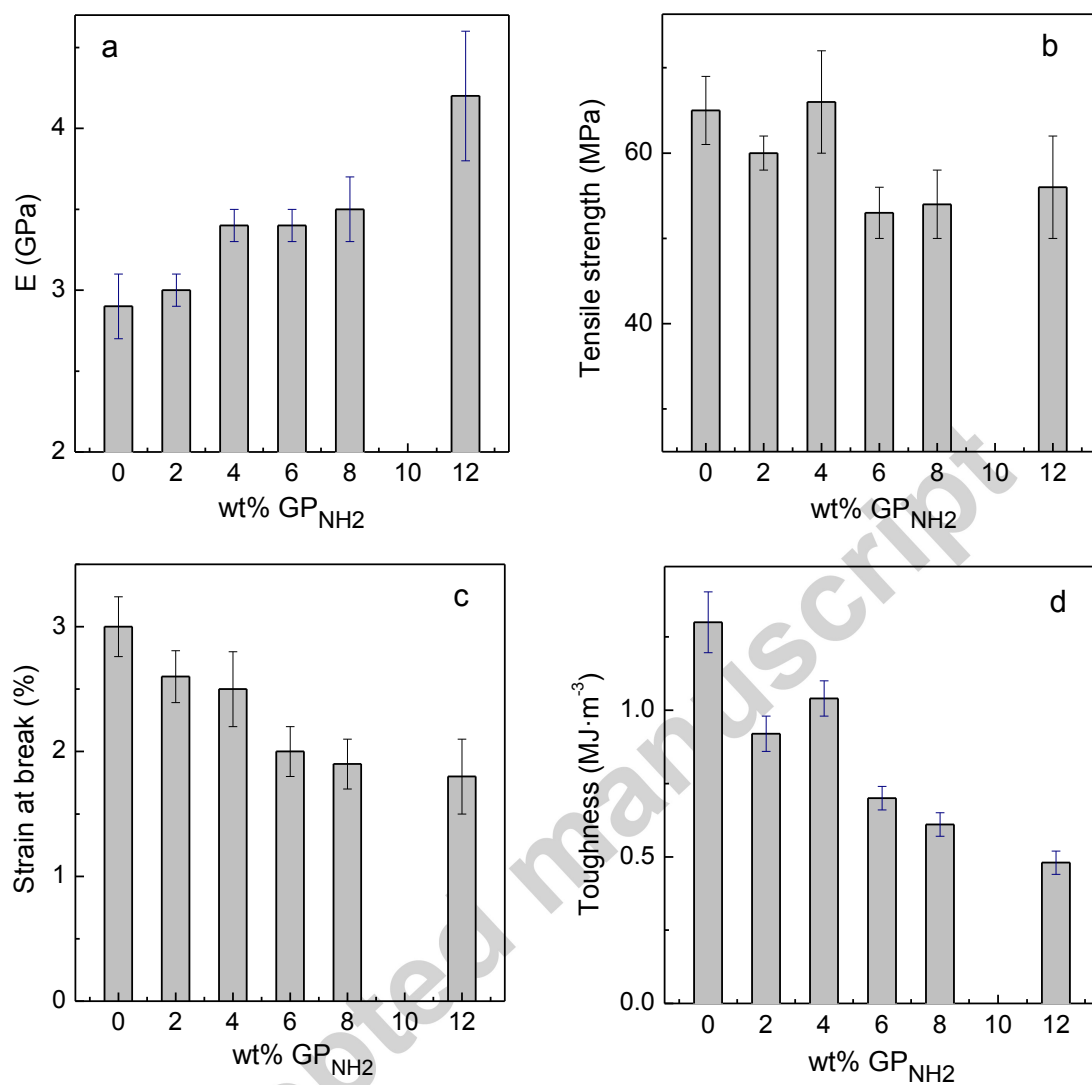 a
E (GPa)
4
3
2
0 2 4 6 8 10 12
wt% GP_NH2
b
Tensile strength (MPa)
60
40
0 2 4 6 8 10 12
wt% GP_NH2
c
Strain at break (%)
3
2
1
0
0 2 4 6 8 10 12
wt% GP_NH2
d
Toughness (MJ·m⁻³)
1.0
0.5
0.0
0 2 4 6 8 10 12
wt% GP_NH2
pted manuscript